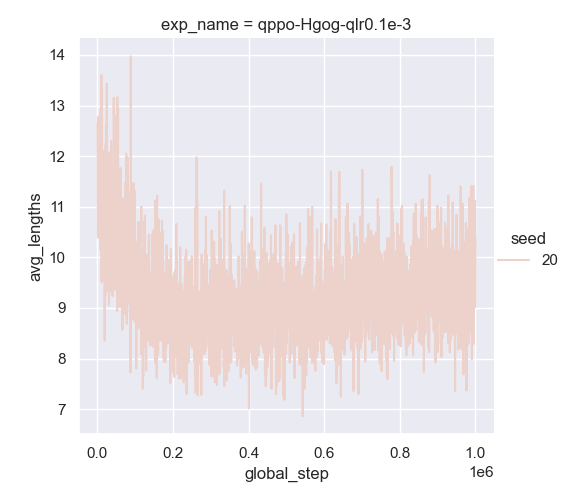 exp_name = qppo-Hgog-qlr0.1e-3
14
13
12
11
10
9
8
7
avg_lengths
0.0 0.2 0.4 0.6 0.8 1.0
1e6
global_step
seed
20